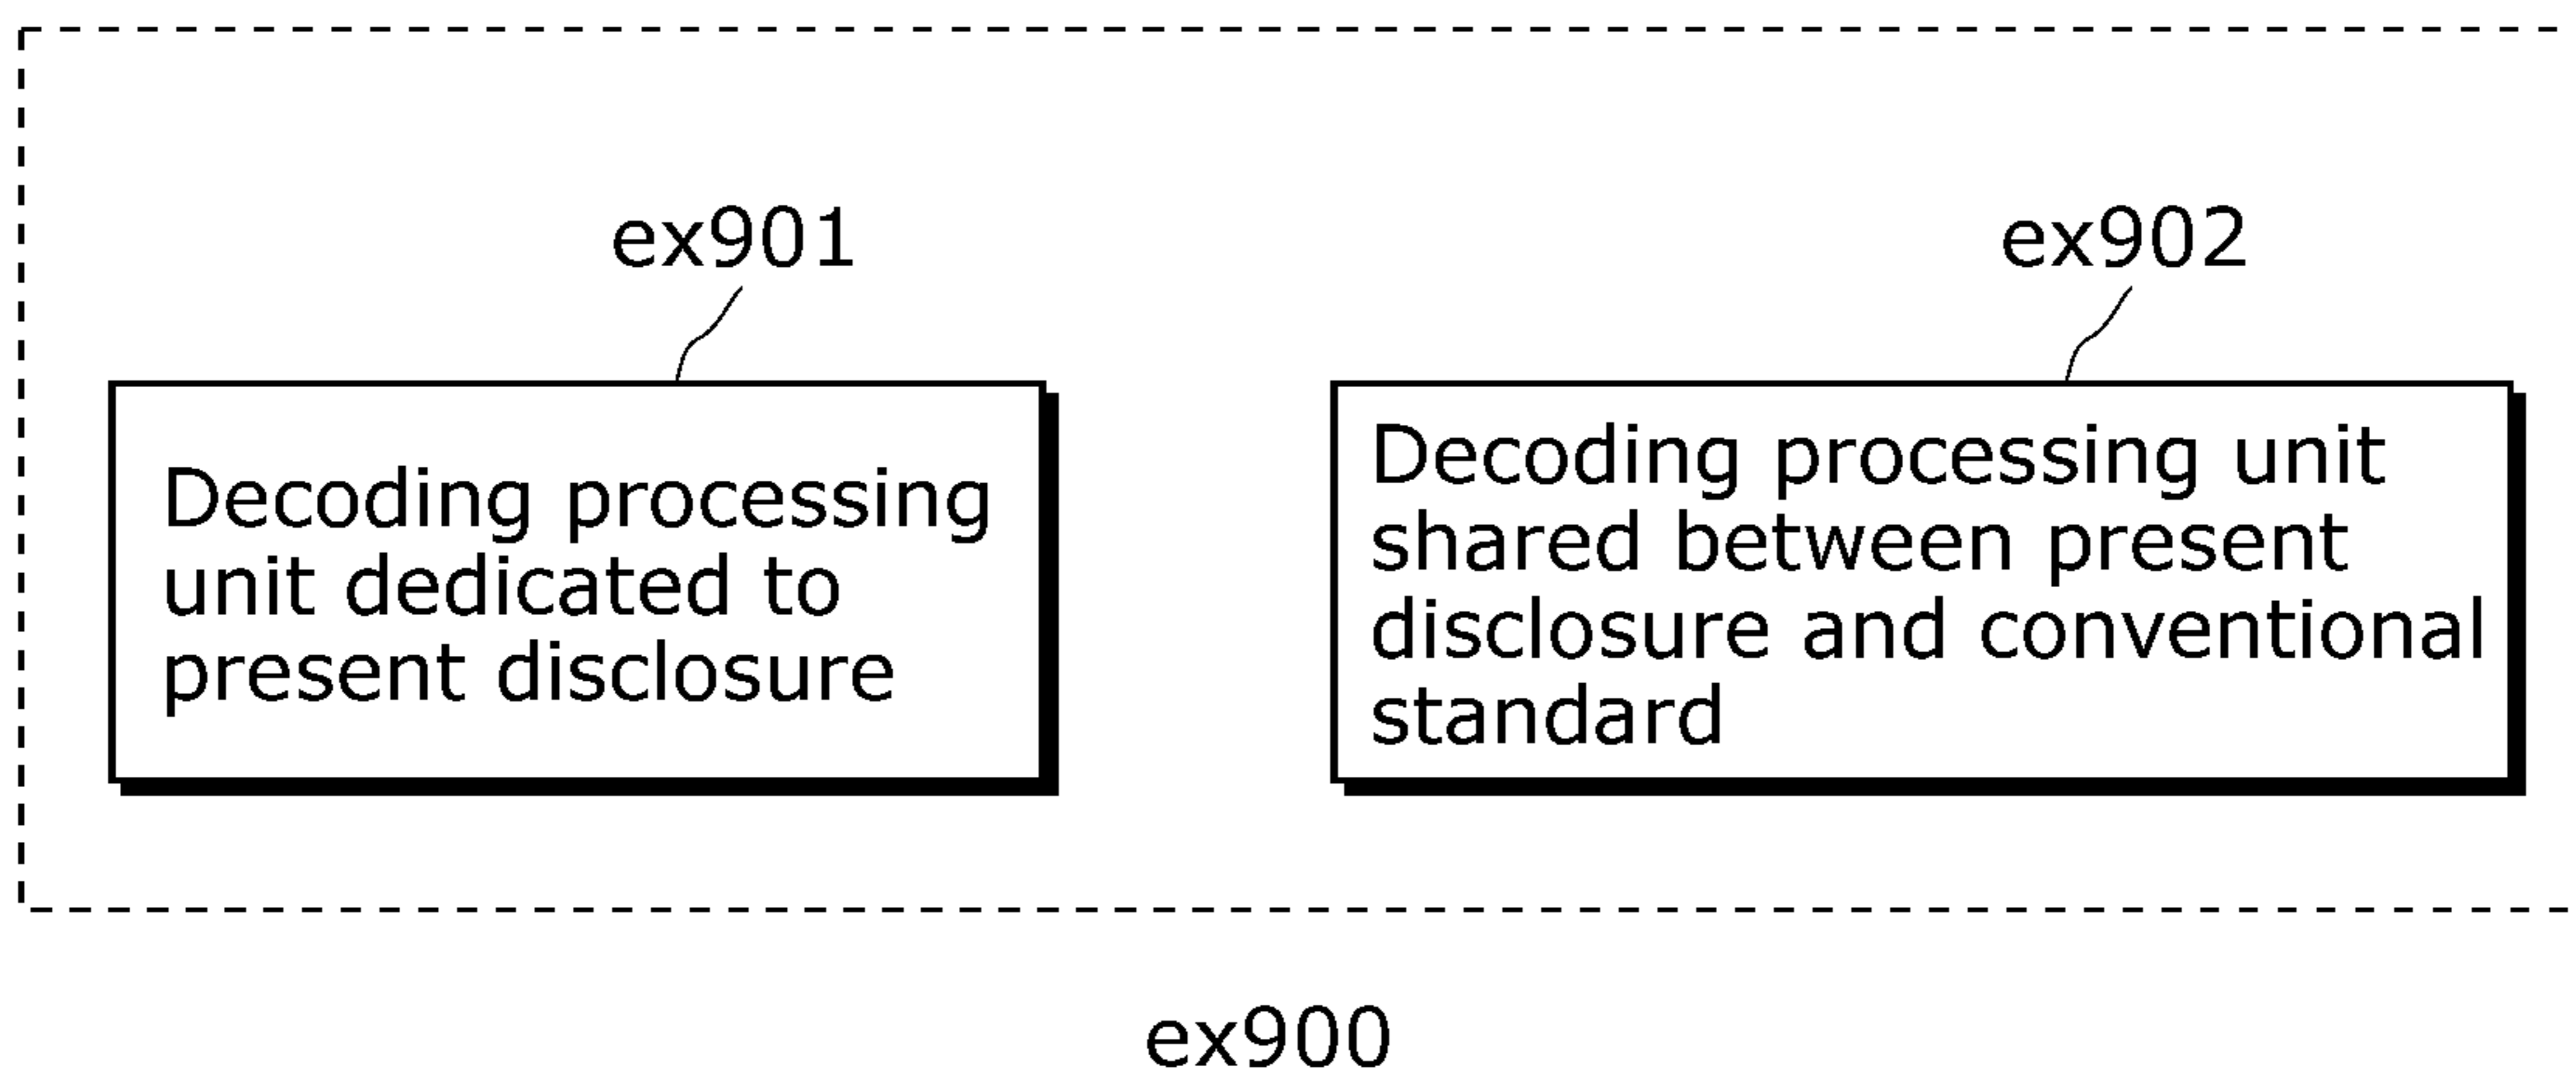 ex901
ex902
Decoding processing
unit dedicated to
present disclosure
Decoding processing unit
shared between present
disclosure and conventional
standard
ex900